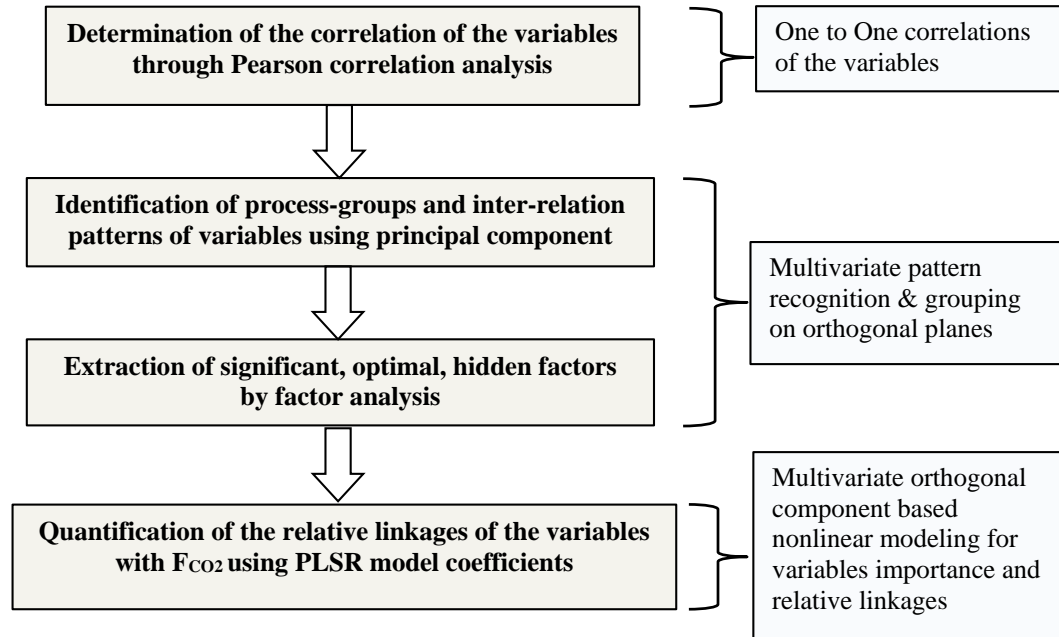 Determination of the correlation of the variables
through Pearson correlation analysis
One to One correlations
of the variables
Identification of process-groups and inter-relation
patterns of variables using principal component
Extraction of significant, optimal, hidden factors
by factor analysis
Multivariate pattern
recognition & grouping
on orthogonal planes
Quantification of the relative linkages of the variables
with FCO2 using PLSR model coefficients
Multivariate orthogonal
component based
nonlinear modeling for
variables importance and
relative linkages